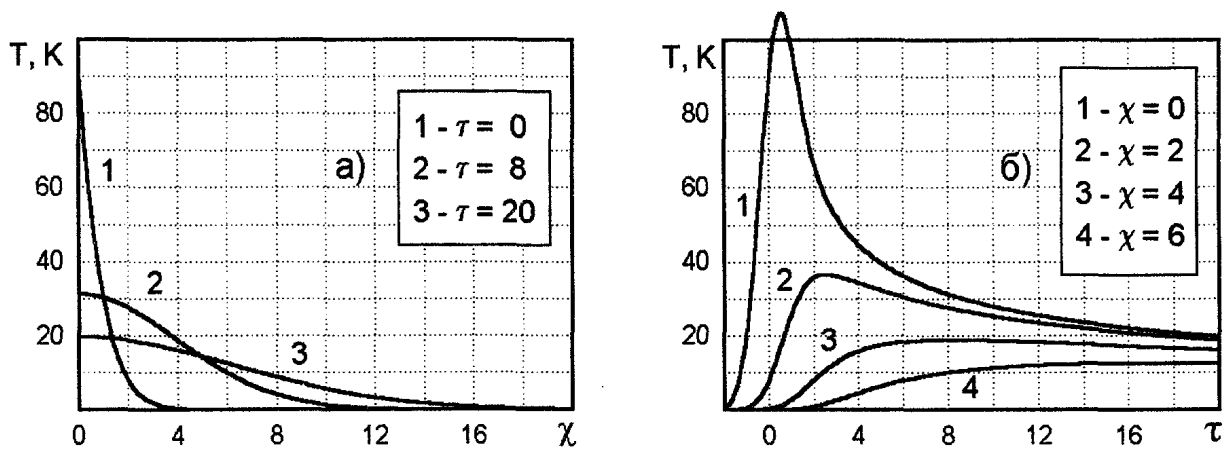 T, K
80
60
40
20
0
4
8
12
16
χ
1
2
3
а)
1 - τ = 0
2 - τ = 8
3 - τ = 20
T, K
80
60
40
20
0
4
8
12
16
τ
1
2
3
4
б)
1 - χ = 0
2 - χ = 2
3 - χ = 4
4 - χ = 6